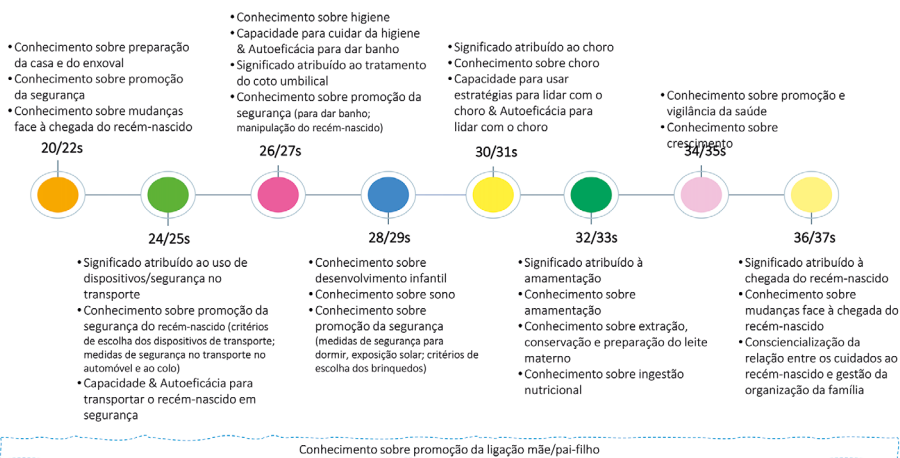 • Conhecimento sobre preparação
da casa e do enxoval
• Conhecimento sobre promoção
da segurança
• Conhecimento sobre mudanças
face à chegada do recém-nascido
20/22s
• Conhecimento sobre higiene
• Capacidade para cuidar da higiene
& Autoeficácia para dar banho
• Significado atribuído ao tratamento
do coto umbilical
• Conhecimento sobre promoção da
segurança (para dar banho;
manipulação do recém-nascido)
26/27s
• Significado atribuído ao choro
• Conhecimento sobre choro
• Capacidade para usar
estratégias para lidar com o
choro & Autoeficácia para
lidar com o choro
30/31s
• Conhecimento sobre promoção e
vigilância da saúde
• Conhecimento sobre
crescimento
34/35s
24/25s
• Significado atribuído ao uso de
dispositivos/segurança no
transporte
• Conhecimento sobre promoção da
segurança do recém-nascido (critérios
de escolha dos dispositivos de transporte;
medidas de segurança no transporte no
automóvel e ao colo)
• Capacidade & Autoeficácia para
transportar o recém-nascido em
segurança
28/29s
• Conhecimento sobre
desenvolvimento infantil
• Conhecimento sobre sono
• Conhecimento sobre
promoção da segurança
(medidas de segurança para
dormir, exposição solar; critérios de
escolha dos brinquedos)
32/33s
• Significado atribuído à
amamentação
• Conhecimento sobre
amamentação
• Conhecimento sobre extração,
conservação e preparação do leite
materno
• Conhecimento sobre ingestão
nutricional
36/37s
• Significado atribuído à
chegada do recém-nascido
• Conhecimento sobre
mudanças face à chegada do
recém-nascido
• Consciencialização da
relação entre os cuidados ao
recém-nascido e gestão da
organização da família
Conhecimento sobre promoção da ligação mãe/pai-filho